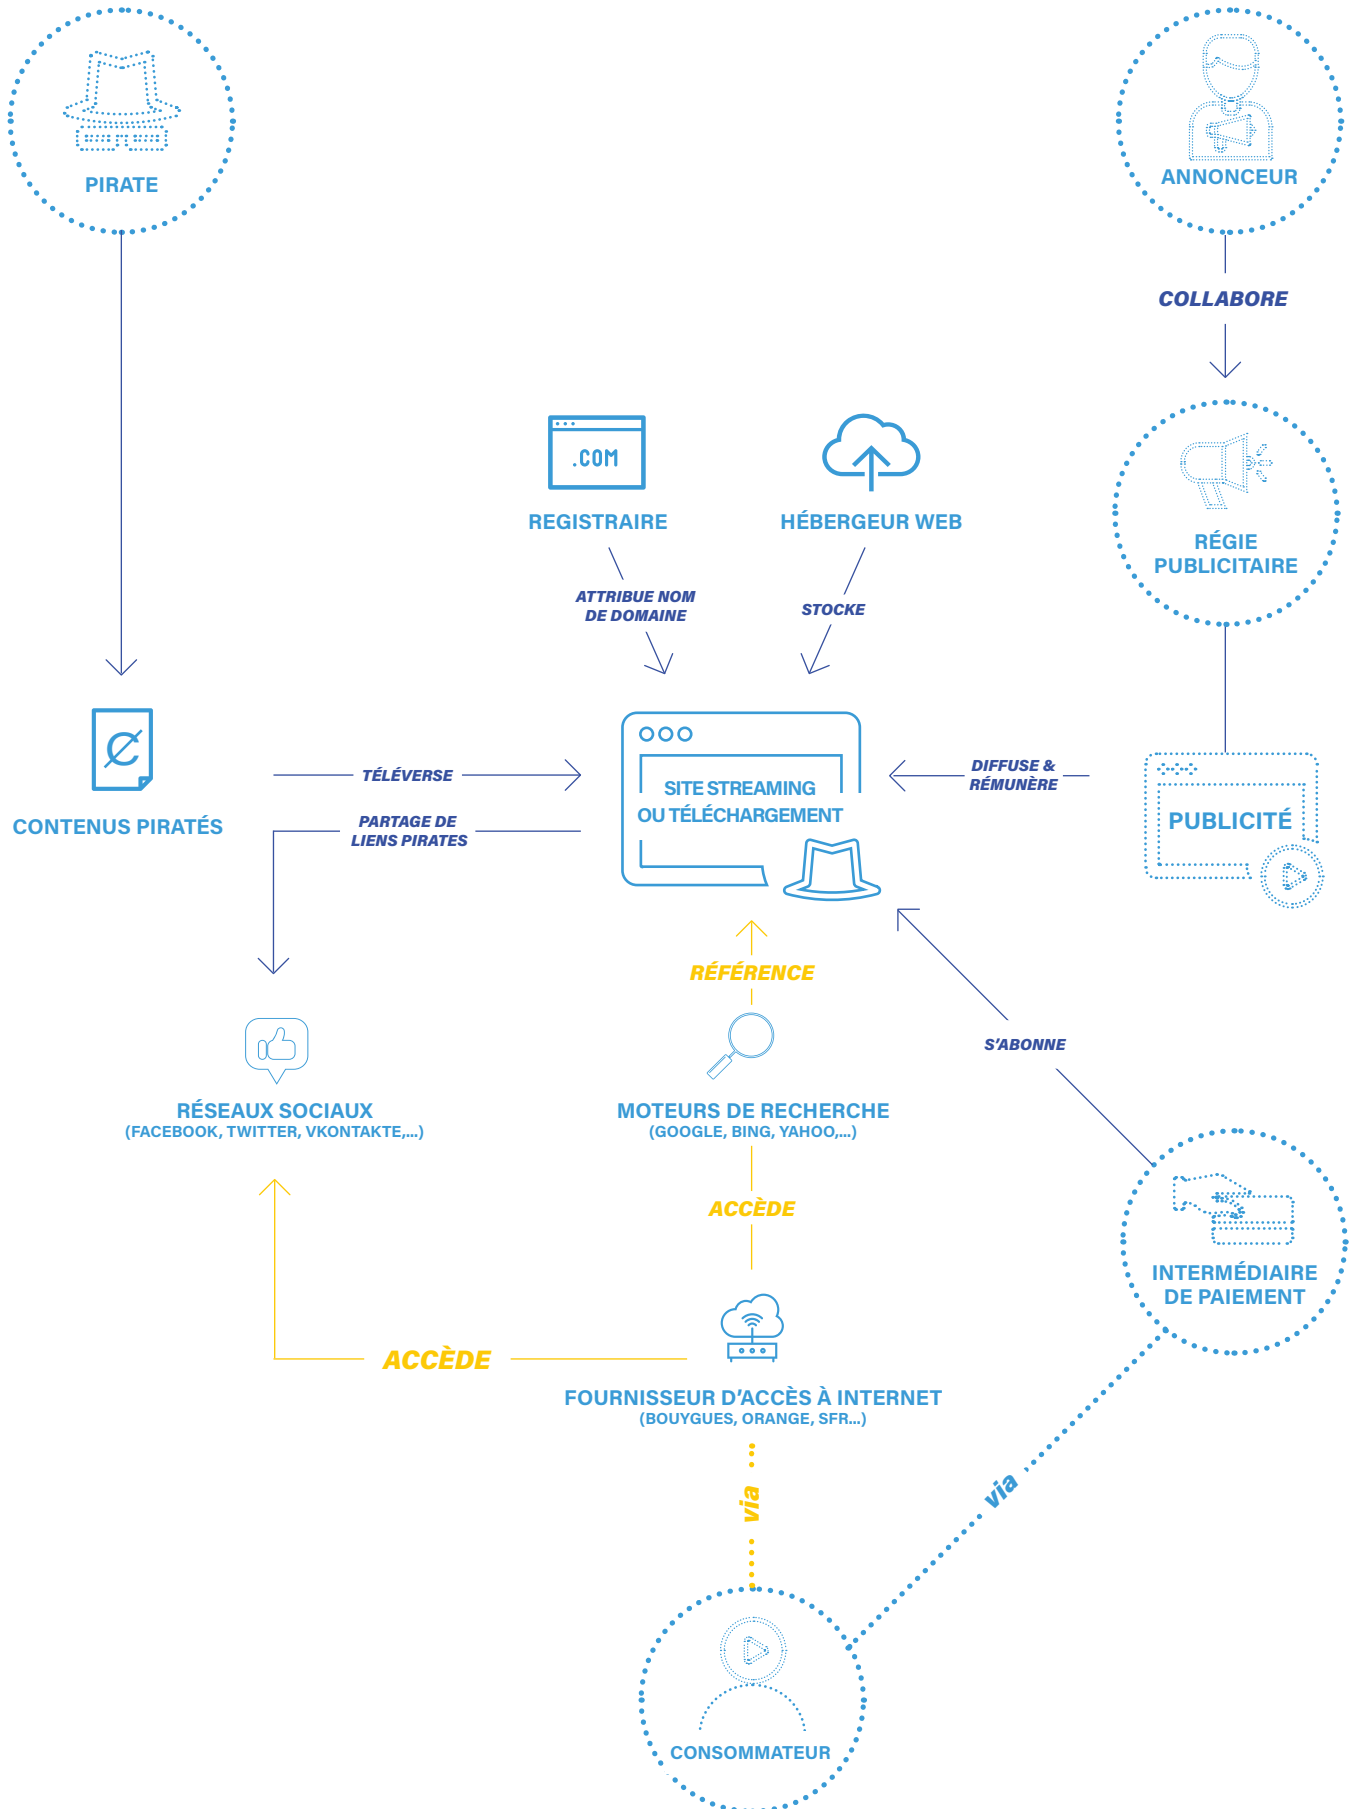 PIRATE
ANNONCEUR
COLLABORE
.COM
REGISTRAIRE
HÉBERGEUR WEB
RÉGIE
PUBLICITAIRE
ATTRIBUE NOM
DE DOMAINE
STOCKE
CONTENUS PIRATÉS
TÉLÉVERSE
PARTAGE DE
LIENS PIRATES
SITE STREAMING
OU TÉLÉCHARGEMENT
DIFFUSE &
RÉMUNÈRE
PUBLICITÉ
RÉFÉRENCE
S'ABONNE
RÉSEAUX SOCIAUX
(FACEBOOK, TWITTER, VKONTAKTE,...)
MOTEURS DE RECHERCHE
(GOOGLE, BING, YAHOO,...)
ACCÈDE
INTERMÉDIAIRE
DE PAIEMENT
ACCÈDE
FOURNISSEUR D'ACCÈS À INTERNET
(BOUYGUES, ORANGE, SFR...)
via
via
CONSOMMATEUR